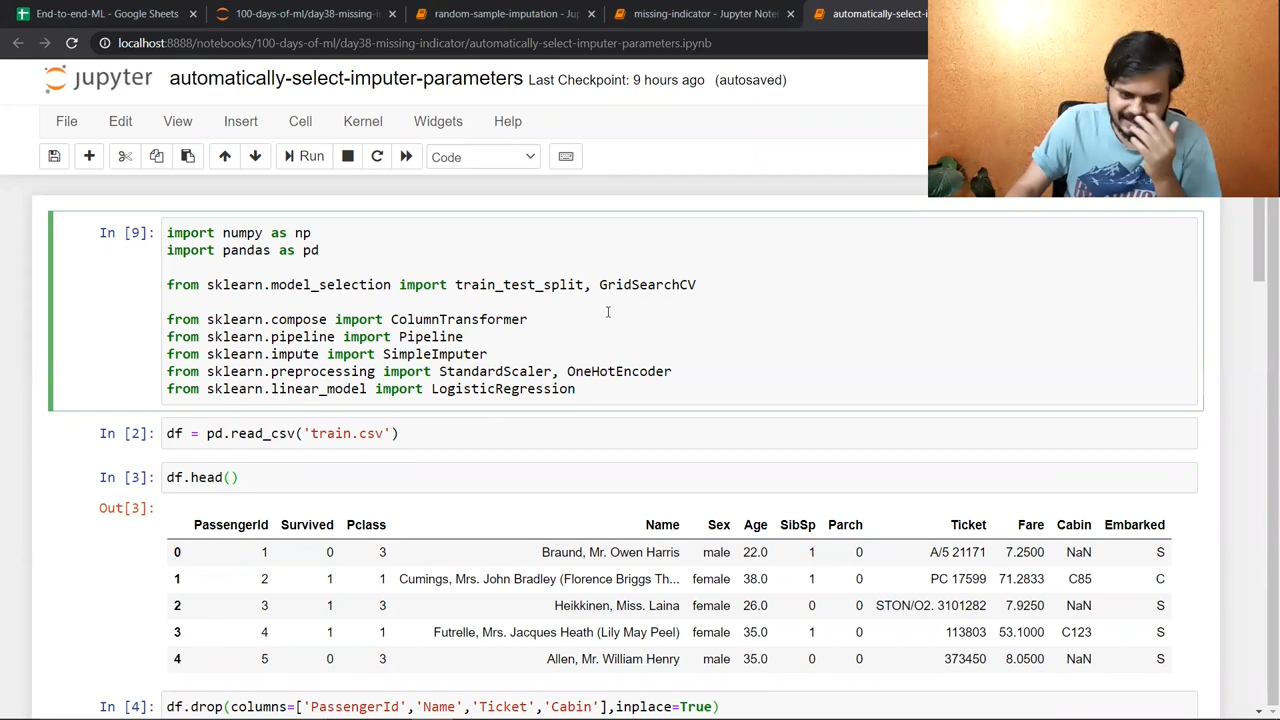 End-to-end-ML - Google Sheets
100-days-of-ml/day38-missing-i
random-sample-imputation - Ju
missing-indicator - Jupyter Note
automatically-select-i
localhost:8888/notebooks/100-days-of-ml/day38-missing-indicator/automatically-select-imputer-parameters.ipynb
jupyter automatically-select-imputer-parameters Last Checkpoint: 9 hours ago (autosaved)
File Edit View Insert Cell Kernel Widgets Help
Run Code
In [9]: import numpy as np
import pandas as pd
from sklearn.model_selection import train_test_split, GridSearchCV
from sklearn.compose import ColumnTransformer
from sklearn.pipeline import Pipeline
from sklearn.impute import SimpleImputer
from sklearn.preprocessing import StandardScaler, OneHotEncoder
from sklearn.linear_model import LogisticRegression
In [2]: df = pd.read_csv('train.csv')
In [3]: df.head()
Out[3]:
PassengerId Survived Pclass Name Sex Age SibSp Parch Ticket Fare Cabin Embarked
0 1 0 3 Braund, Mr. Owen Harris male 22.0 1 0 A/5 21171 7.2500 NaN S
1 2 1 1 Cumings, Mrs. John Bradley (Florence Briggs Th... female 38.0 1 0 PC 17599 71.2833 C85 C
2 3 1 3 Heikkinen, Miss. Laina female 26.0 0 0 STON/O2. 3101282 7.9250 NaN S
3 4 1 1 Futrelle, Mrs. Jacques Heath (Lily May Peel) female 35.0 1 0 113803 53.1000 C123 S
4 5 0 3 Allen, Mr. William Henry male 35.0 0 0 373450 8.0500 NaN S
In [4]: df.drop(columns=['PassengerId','Name','Ticket','Cabin'],inplace=True)